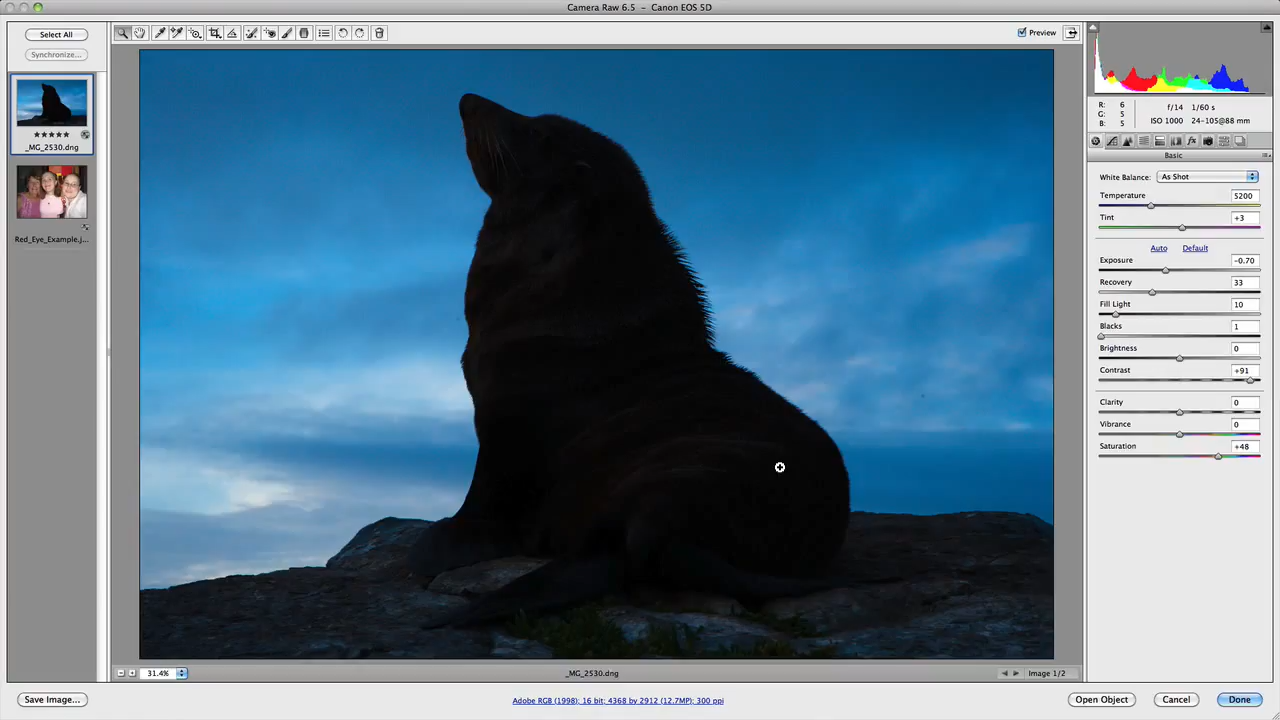 Camera Raw 6.5 – Canon EOS 5D
Select All
Synchronize...
_MG_2530.dng
Red_Eye_Example.j...
Preview
R: 6
G: 5
B: 5
f/14 1/60 s
ISO 1000 24-105@88 mm
Basic
White Balance: As Shot
Temperature 5200
Tint +3
Auto Default
Exposure -0.70
Recovery 33
Fill Light 10
Blacks 1
Brightness 0
Contrast +91
Clarity 0
Vibrance 0
Saturation +48
31.4%
_MG_2530.dng
Image 1/2
Save Image...
Adobe RGB (1998); 16 bit; 4368 by 2912 (12.7MP); 300 ppi
Open Object
Cancel
Done